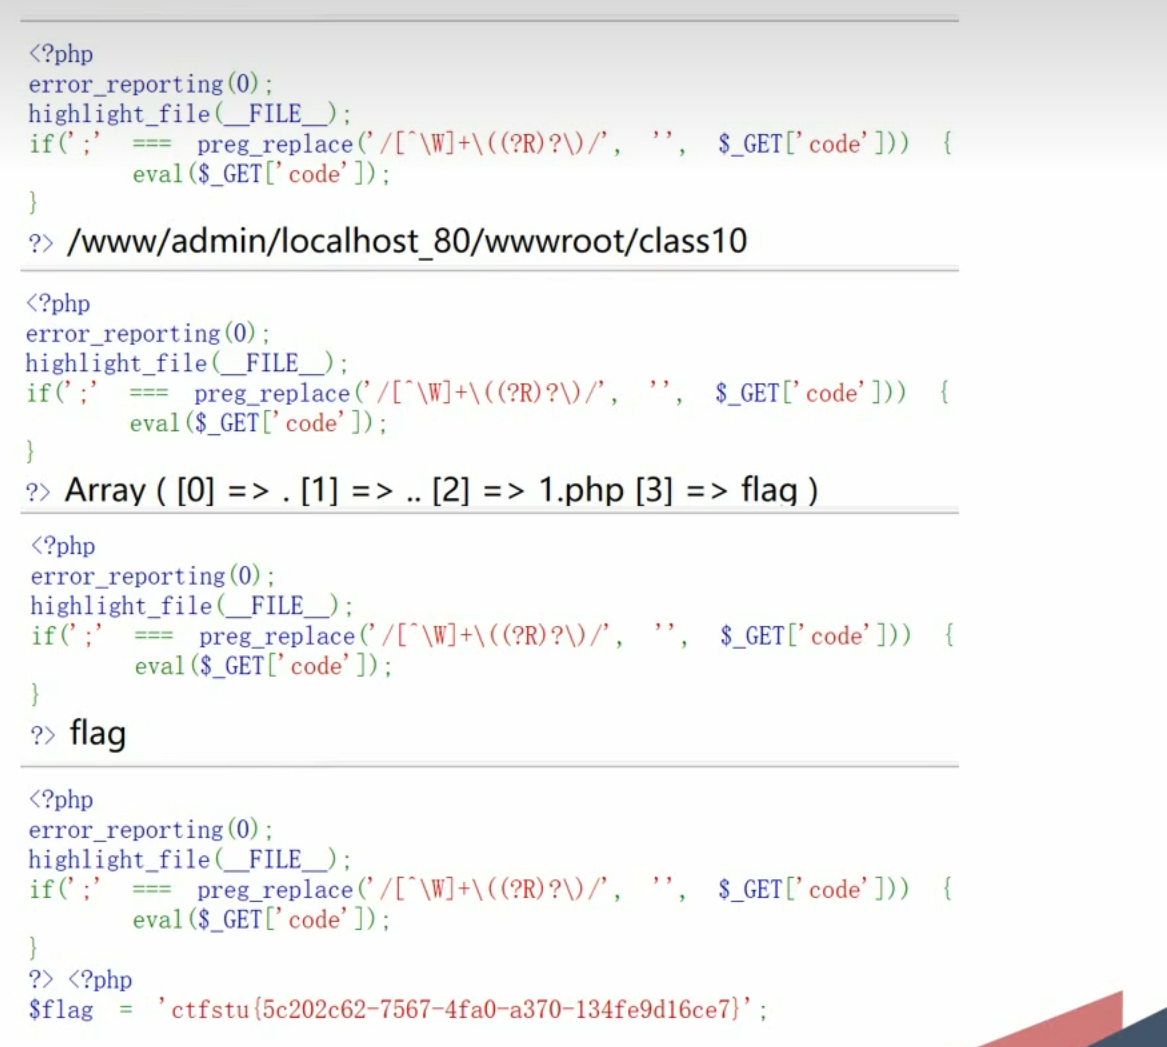 <?php
error_reporting(0);
highlight_file(__FILE__);
if(';' === preg_replace('/[^\W]+\((?R)?\)/', '', $_GET['code'])) {
eval($_GET['code']);
}
?> /www/admin/localhost_80/wwwroot/class10
<?php
error_reporting(0);
highlight_file(__FILE__);
if(';' === preg_replace('/[^\W]+\((?R)?\)/', '', $_GET['code'])) {
eval($_GET['code']);
}
?> Array ( [0] => . [1] => .. [2] => 1.php [3] => flag )
<?php
error_reporting(0);
highlight_file(__FILE__);
if(';' === preg_replace('/[^\W]+\((?R)?\)/', '', $_GET['code'])) {
eval($_GET['code']);
}
?> flag
<?php
error_reporting(0);
highlight_file(__FILE__);
if(';' === preg_replace('/[^\W]+\((?R)?\)/', '', $_GET['code'])) {
eval($_GET['code']);
}
?> <?php
$flag = 'ctfstu{5c202c62-7567-4fa0-a370-134fe9d16ce7}';